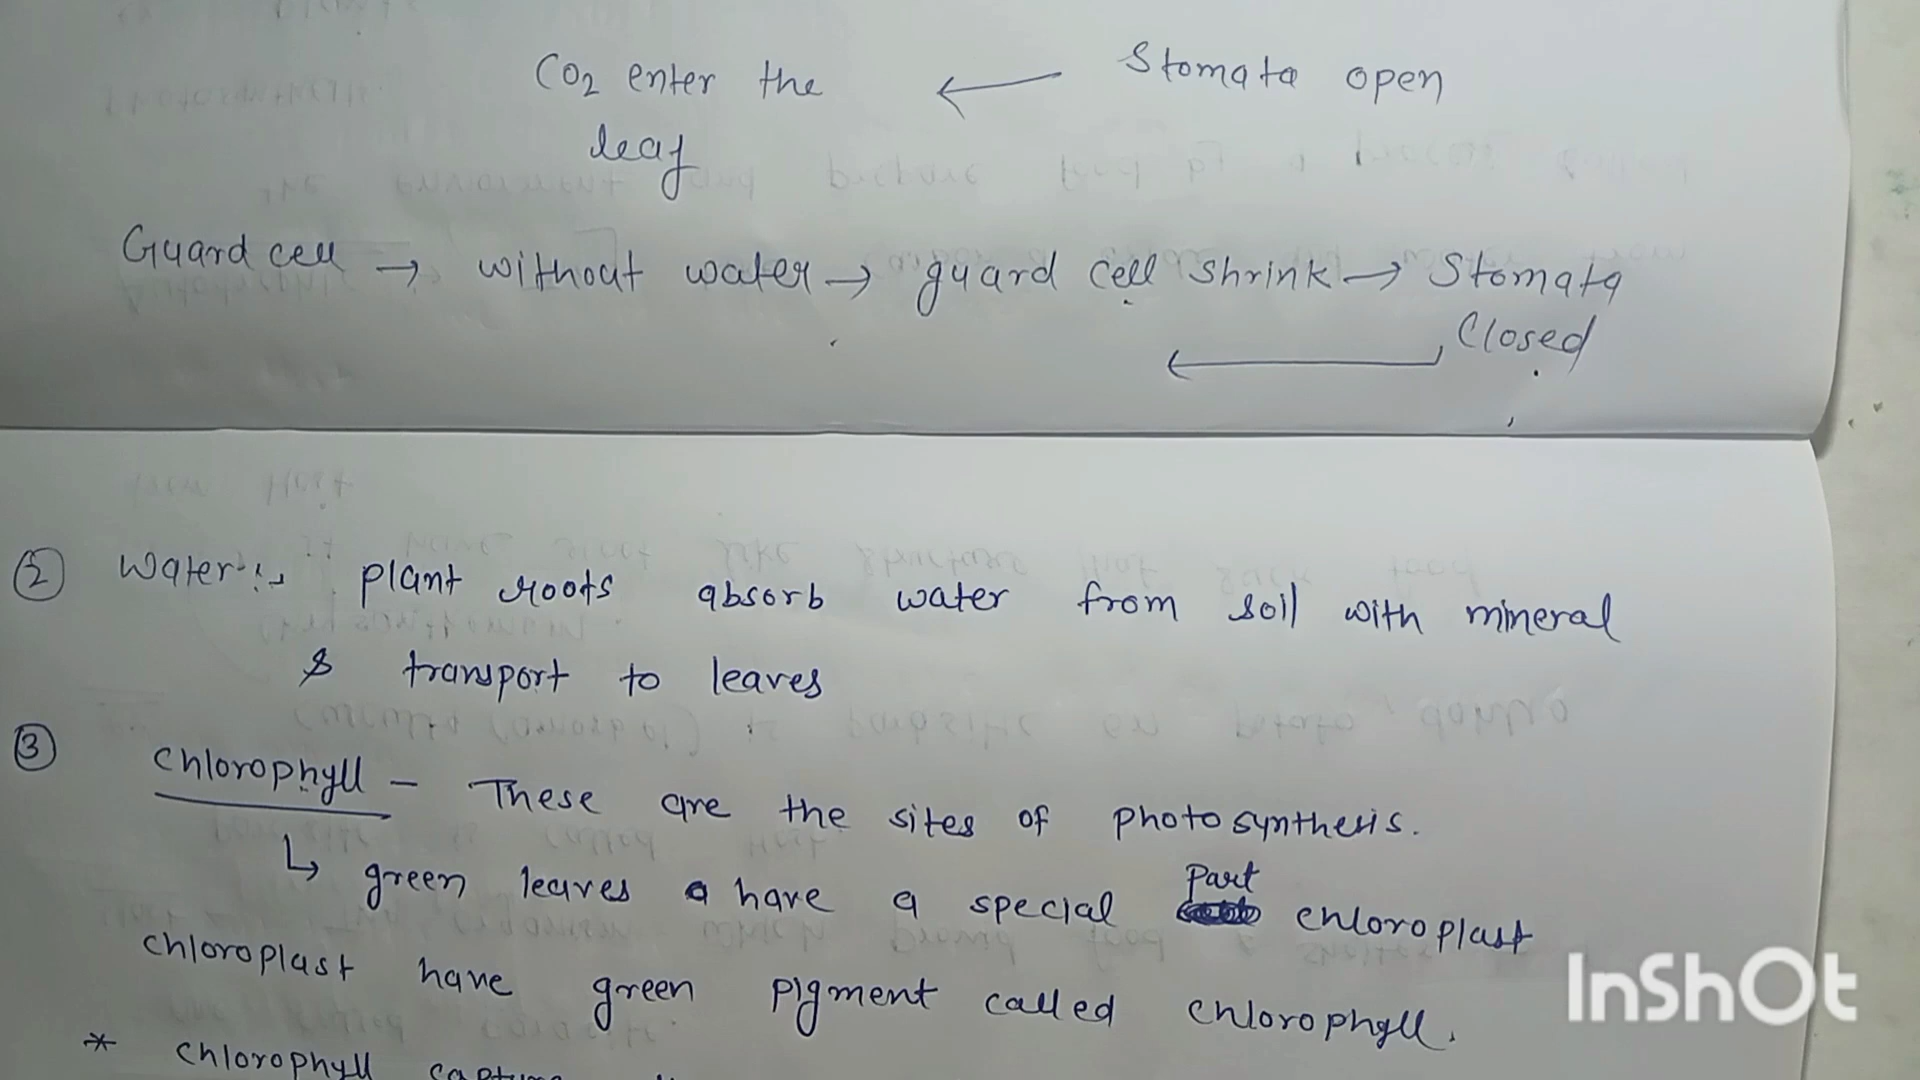 CO2 enter the ← Stomata open
leaf
Guard cell → without water → guard cell shrink → Stomata
Closed
② Water:- plant roots absorb water from soil with mineral
& transport to leaves
③ chlorophyll - These are the sites of photosynthesis.
↳ green leaves have a special Part chloroplast
chloroplast have green pigment called chlorophyll.
* chlorophyll
InShOt